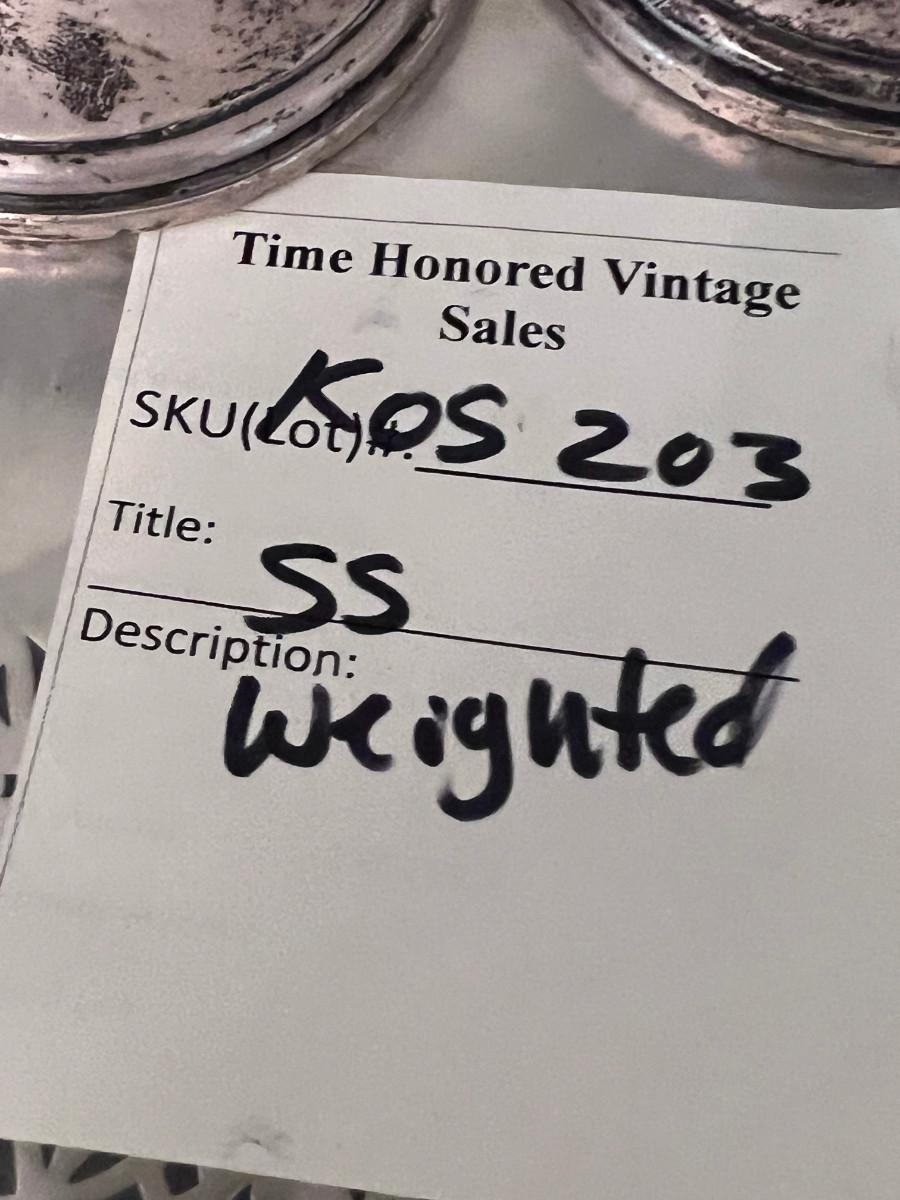 Time Honored Vintage
Sales
SKU(Lot)#: KOS 203
Title: SS
Description:
Weighted